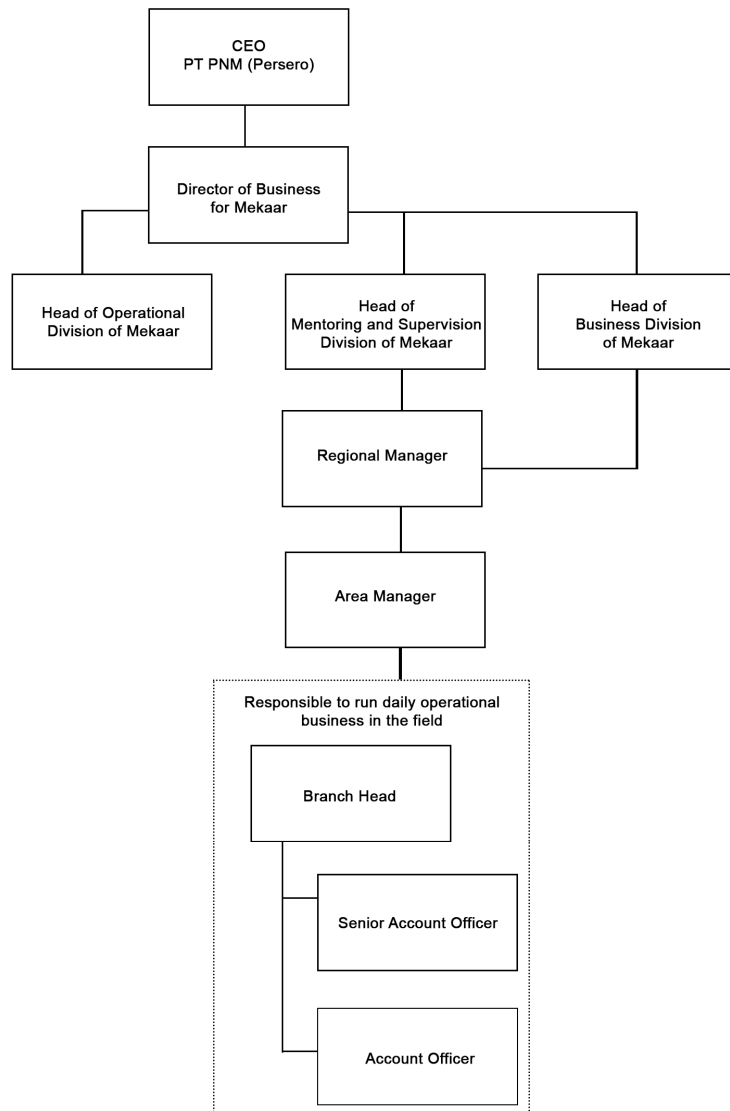 CEO
PT PNM (Persero)
Director of Business
for Mekaar
Head of Operational
Division of Mekaar
Head of
Mentoring and Supervision
Division of Mekaar
Head of
Business Division
of Mekaar
Regional Manager
Area Manager
Responsible to run daily operational
business in the field
Branch Head
Senior Account Officer
Account Officer